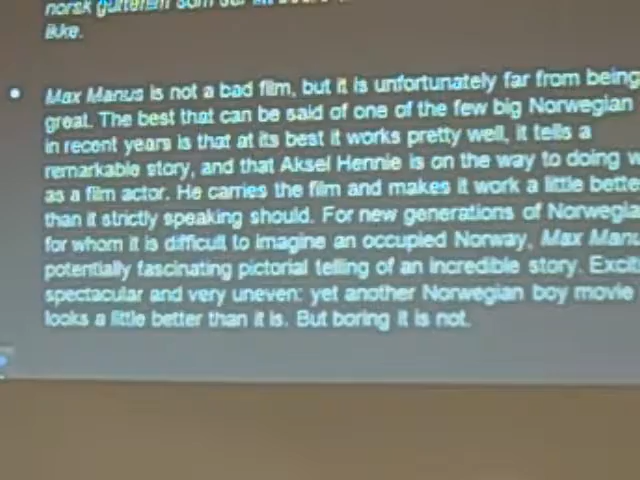 norsk guttefilm som
ikke.
Max Manus is not a bad film, but it is unfortunately far from being
great. The best that can be said of one of the few big Norwegian
in recent years is that at its best it works pretty well, it tells a
remarkable story, and that Aksel Hennie is on the way to doing w
as a film actor. He carries the film and makes it work a little bette
than it strictly speaking should. For new generations of Norwegia
for whom it is difficult to imagine an occupied Norway, Max Manu
potentially fascinating pictorial telling of an incredible story. Exciti
spectacular and very uneven: yet another Norwegian boy movie
looks a little better than it is. But boring it is not.